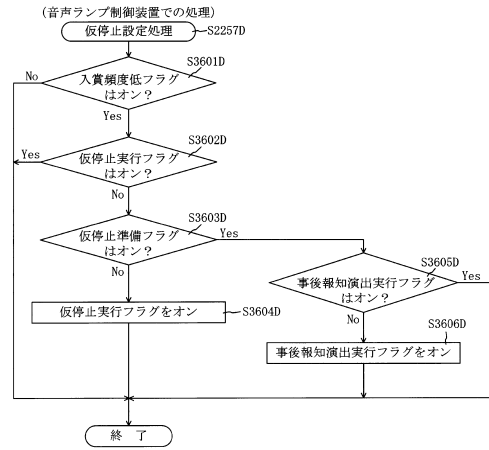 (音声ランプ制御装置での処理)
仮停止設定処理
S2257D
S3601D
No
入賞頻度低フラグ
はオン?
Yes
S3602D
Yes
仮停止実行フラグ
はオン?
No
S3603D
仮停止準備フラグ
はオン?
Yes
No
S3605D
事後報知演出実行フラグ
はオン?
Yes
No
仮停止実行フラグをオン
S3604D
S3606D
事後報知演出実行フラグをオン
終 了